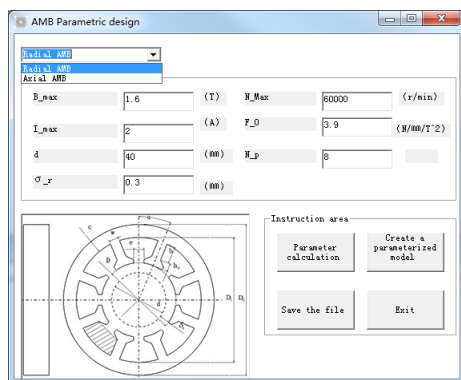 AMB Parametric design
Radial AMB
Radial AMB
Axial AMB
B_max 1.6 (T) N_Max 60000 (r/min)
I_max 2 (A) F_0 3.9 (N/mm/T^2)
d 40 (mm) N_p 8
σ_r 0.3 (mm)
Instruction area
Parameter
calculation
Create a
parameterized
model
Save the file
Exit